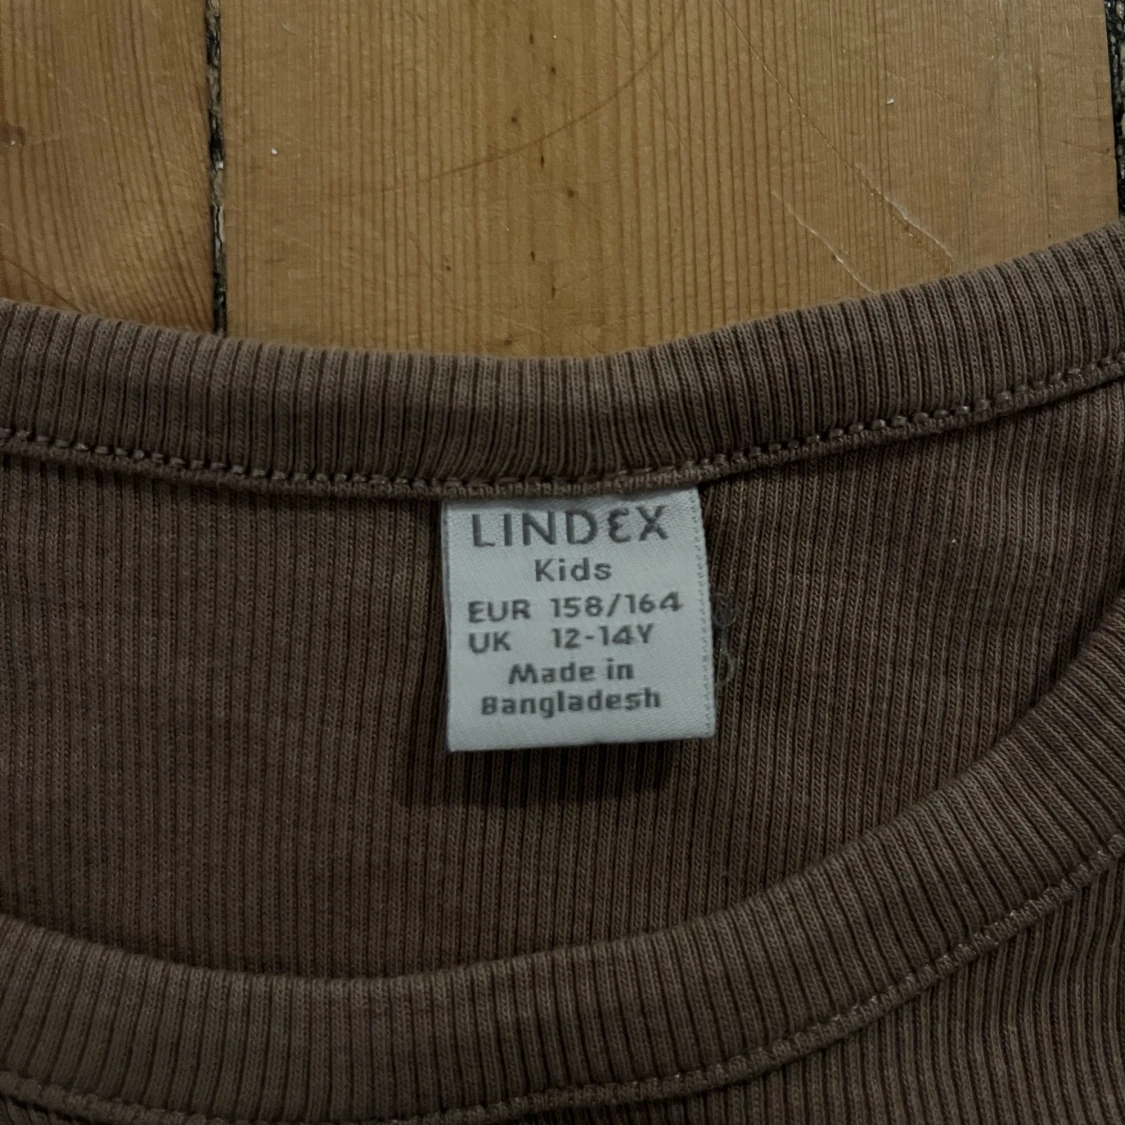 LINDEX
Kids
EUR 158/164
UK 12-14Y
Made in
Bangladesh